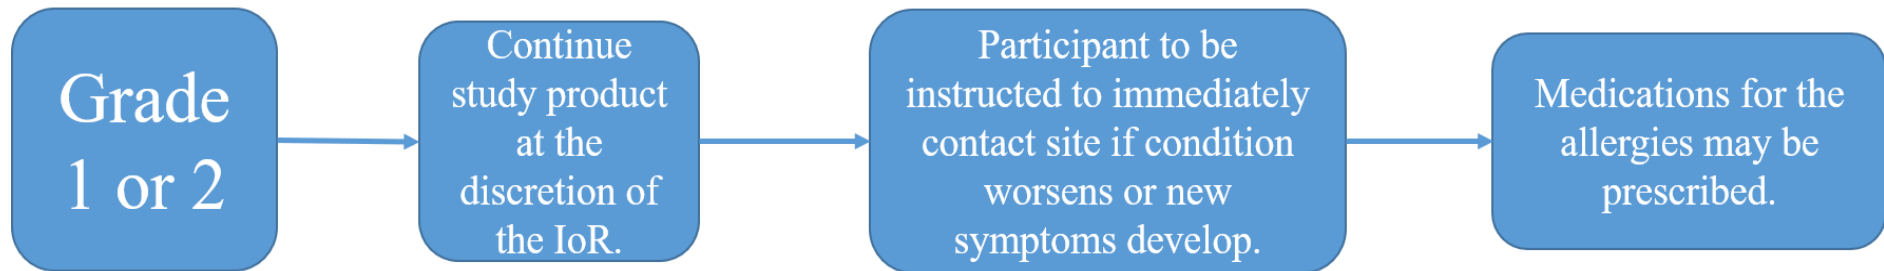 Grade
1 or 2
Continue
study product
at the
discretion of
the IoR.
Participant to be
instructed to immediately
contact site if condition
worsens or new
symptoms develop.
Medications for the
allergies may be
prescribed.